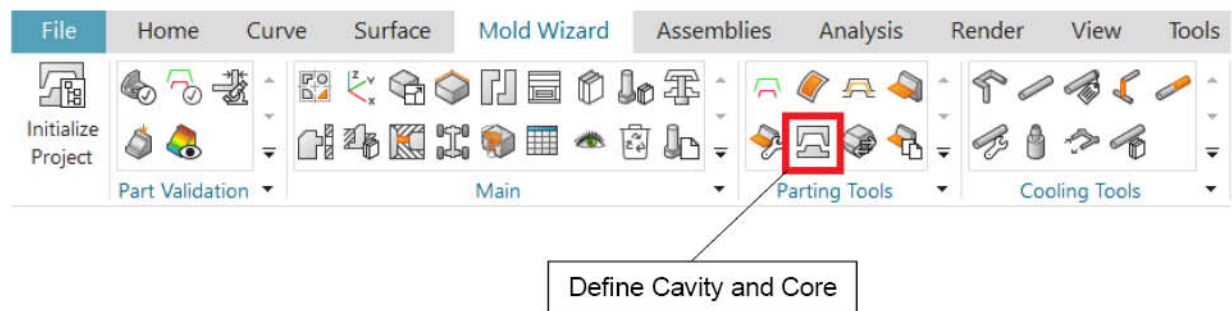 File Home Curve Surface Mold Wizard Assemblies Analysis Render View Tools
Initialize
Project
Part Validation Main Parting Tools Cooling Tools
Define Cavity and Core